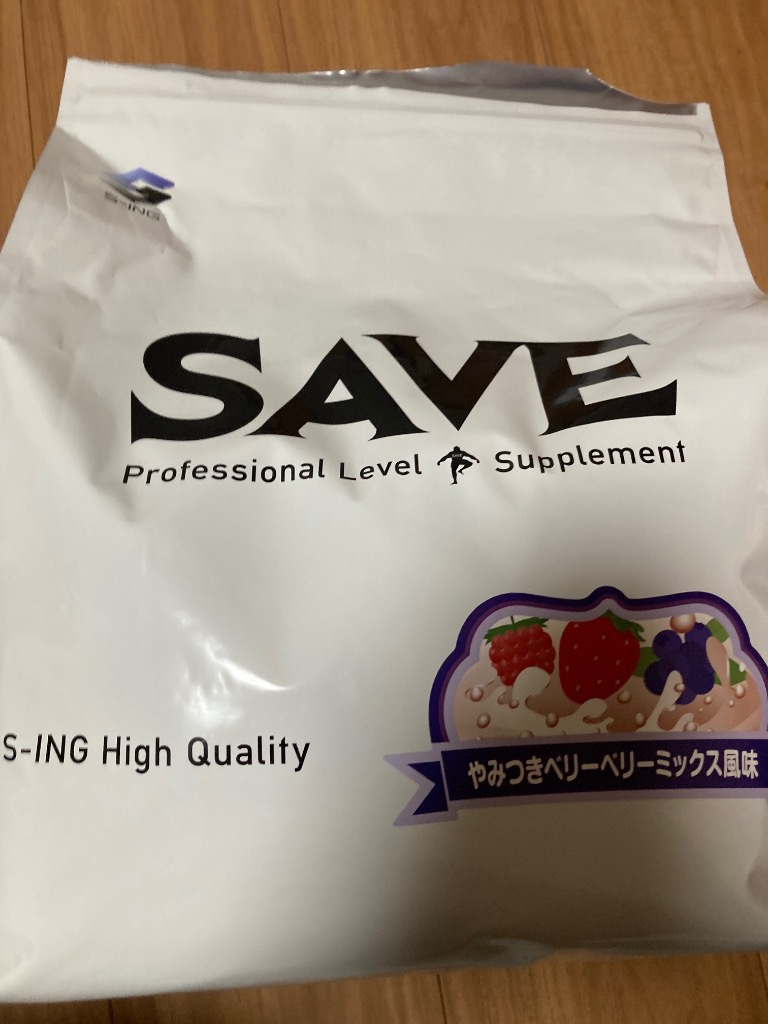 S-ING
SAVE
Professional Level Supplement
S-ING High Quality
やみつきベリーベリーミックス風味